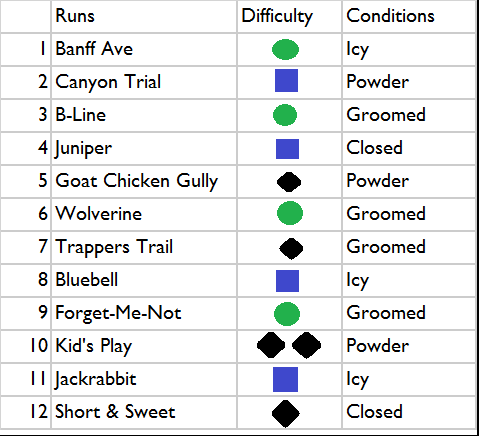 Runs Difficulty Conditions
1 Banff Ave Icy
2 Canyon Trial Powder
3 B-Line Groomed
4 Juniper Closed
5 Goat Chicken Gully Powder
6 Wolverine Groomed
7 Trappers Trail Groomed
8 Bluebell Icy
9 Forget-Me-Not Groomed
10 Kid's Play Powder
11 Jackrabbit Icy
12 Short & Sweet Closed